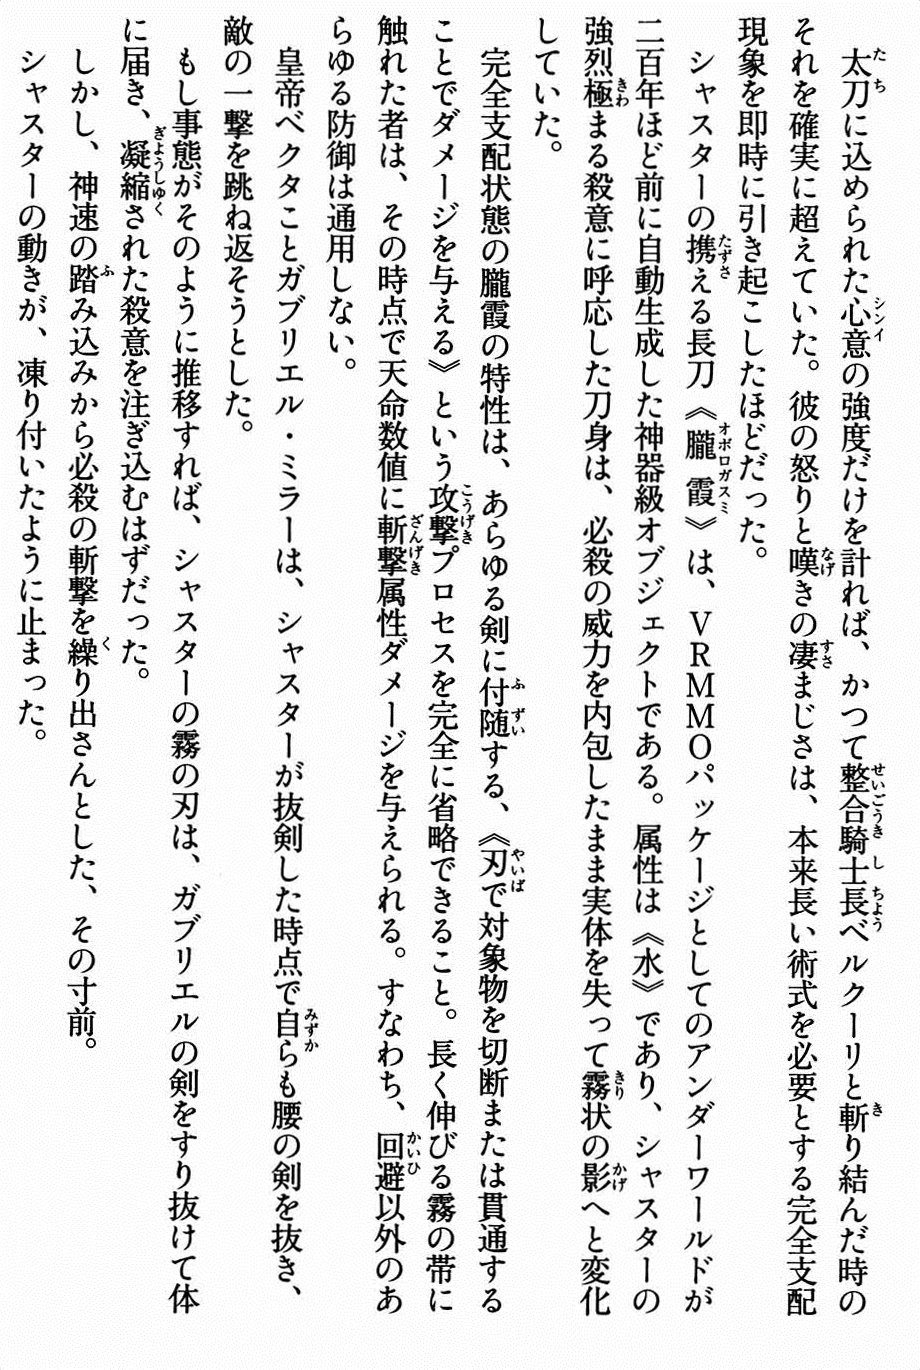 太刀に込められた心意の強度だけを計れば、かつて整合騎士長ベルクーリと斬り結んだ時の
それを確実に超えていた。彼の怒りと嘆きの凄まじさは、本来長い術式を必要とする完全支配
現象を即時に引き起こしたほどだった。
シャスターの携える長刀《朧霞》は、VRMMOパッケージとしてのアンダーワールドが
二百年ほど前に自動生成した神器級オブジェクトである。属性は《水》であり、シャスターの
強烈極まる殺意に呼応した刀身は、必殺の威力を内包したまま実体を失って霧状の影へと変化
していた。
完全支配状態の朧霞の特性は、あらゆる剣に付随する、《刃で対象物を切断または貫通する
ことでダメージを与える》という攻撃プロセスを完全に省略できること。長く伸びる霧の帯に
触れた者は、その時点で天命数値に斬撃属性ダメージを与えられる。すなわち、回避以外のあ
らゆる防御は通用しない。
皇帝ベクタことガブリエル・ミラーは、シャスターが抜剣した時点で自らも腰の剣を抜き、
敵の一撃を跳ね返そうとした。
もし事態がそのように推移すれば、シャスターの霧の刃は、ガブリエルの剣をすり抜けて体
に届き、凝縮された殺意を注ぎ込むはずだった。
しかし、神速の踏み込みから必殺の斬撃を繰り出さんとした、その寸前。
シャスターの動きが、凍り付いたように止まった。